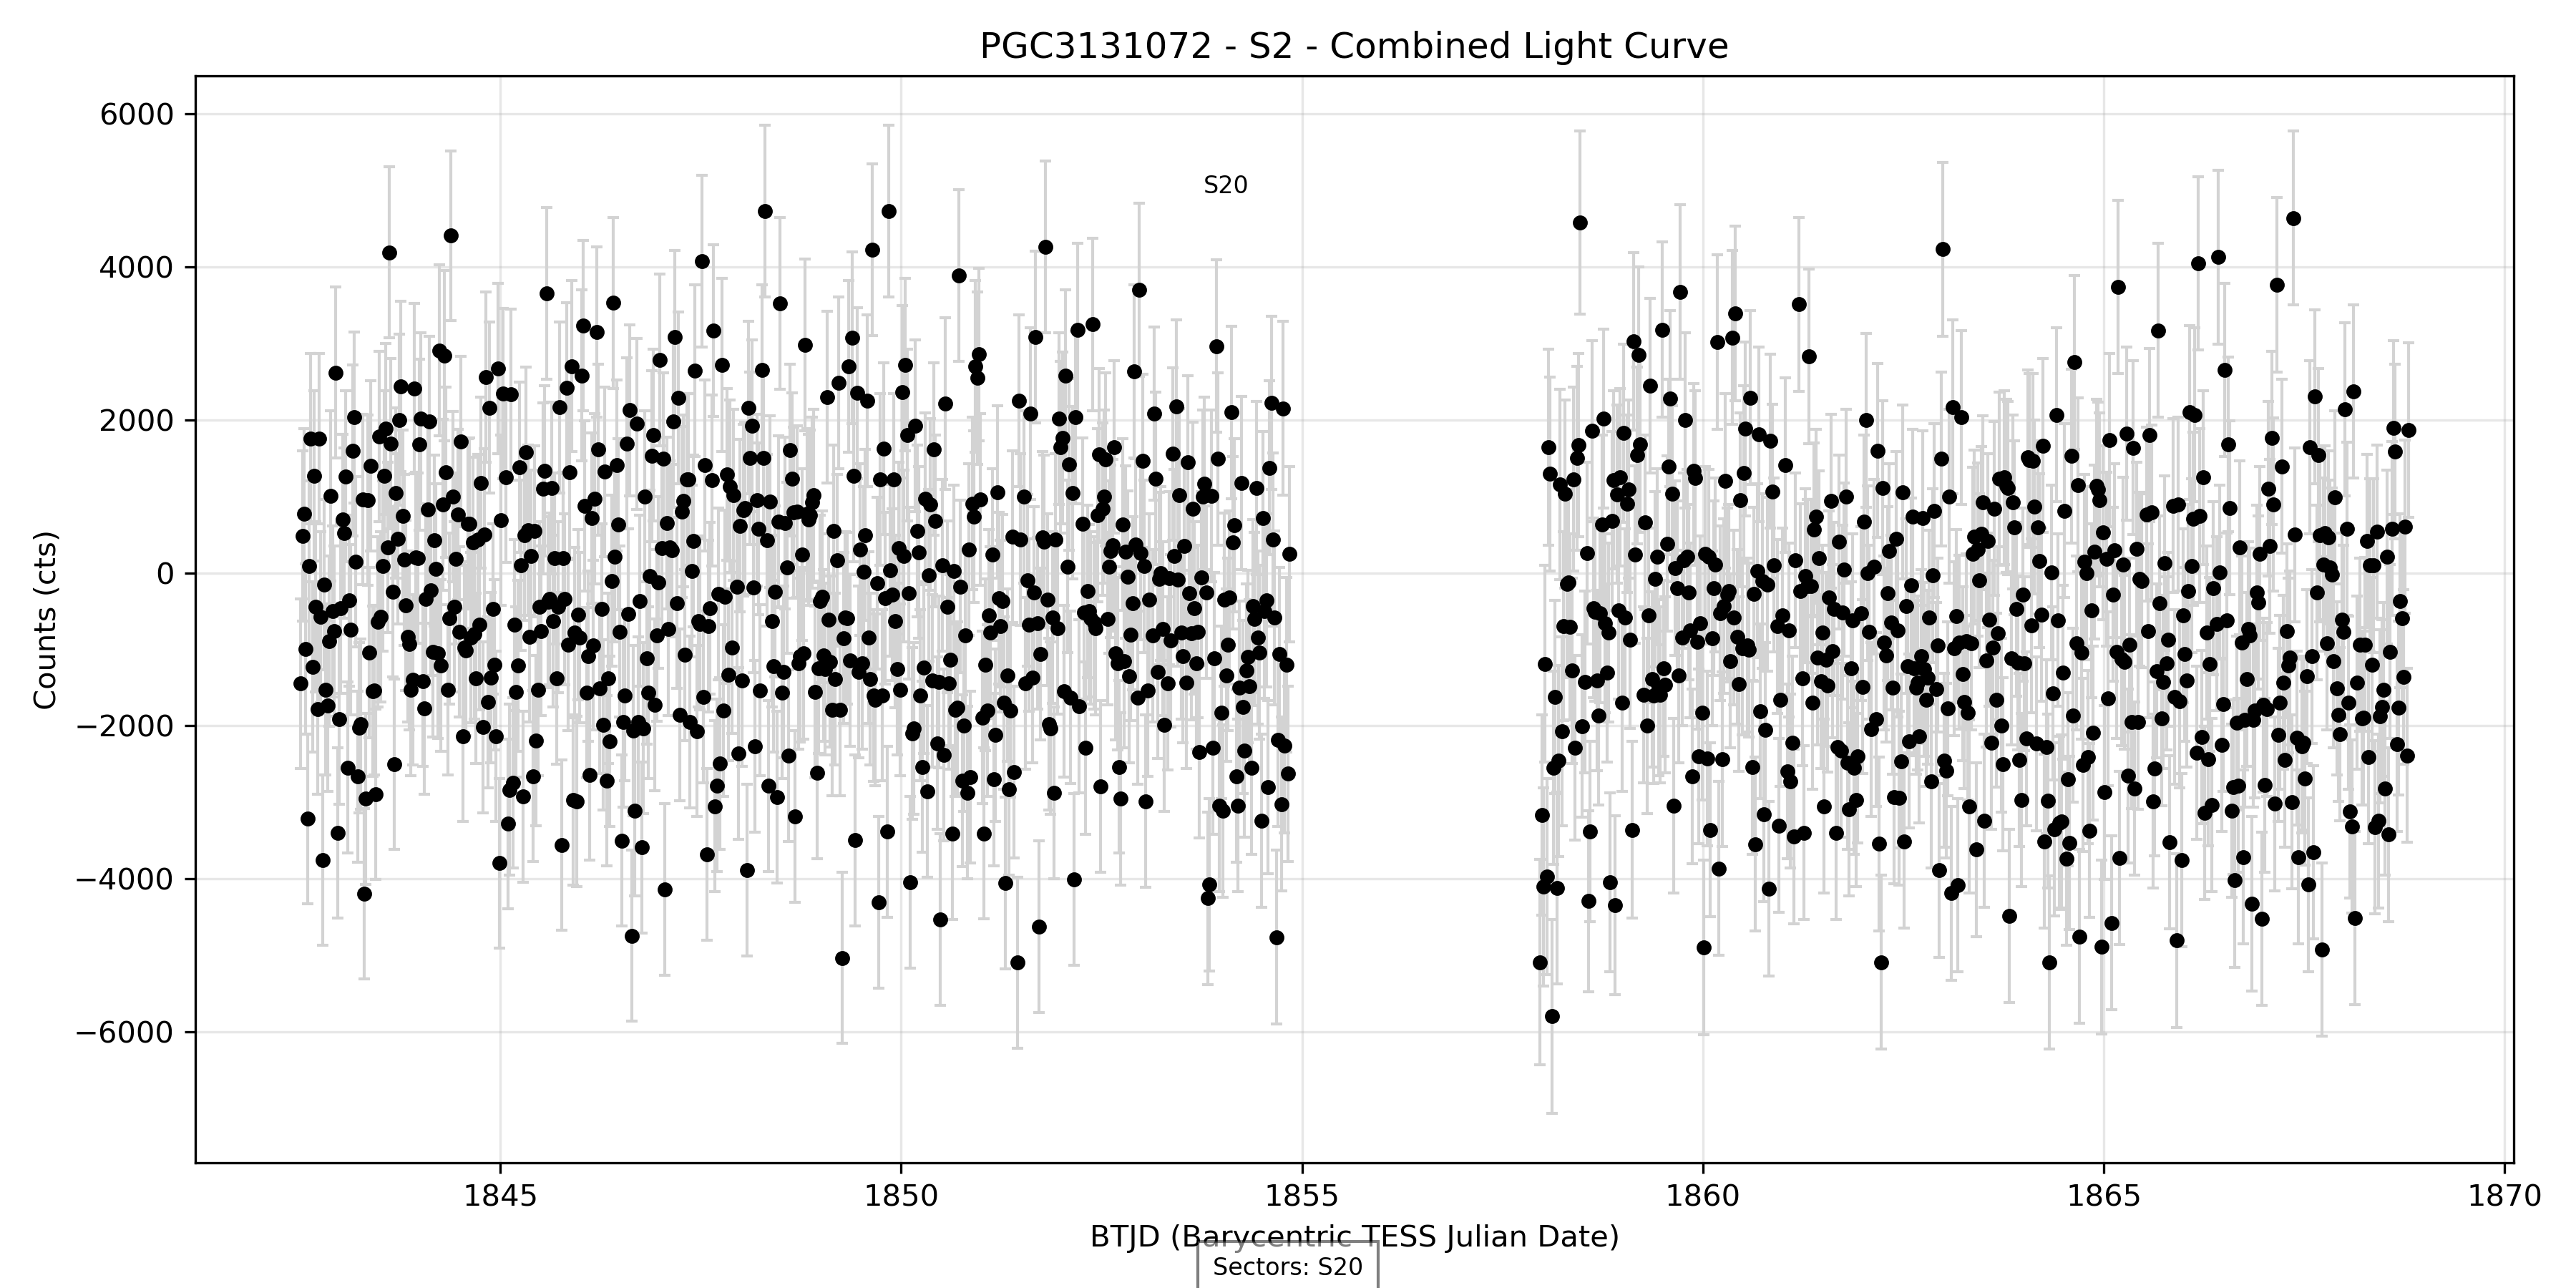 PGC3131072 - S2 - Combined Light Curve
6000
4000
2000
0
−2000
−4000
−6000
Counts (cts)
S20
1845
1850
1855
1860
1865
1870
BTJD (Barycentric TESS Julian Date)
Sectors: S20